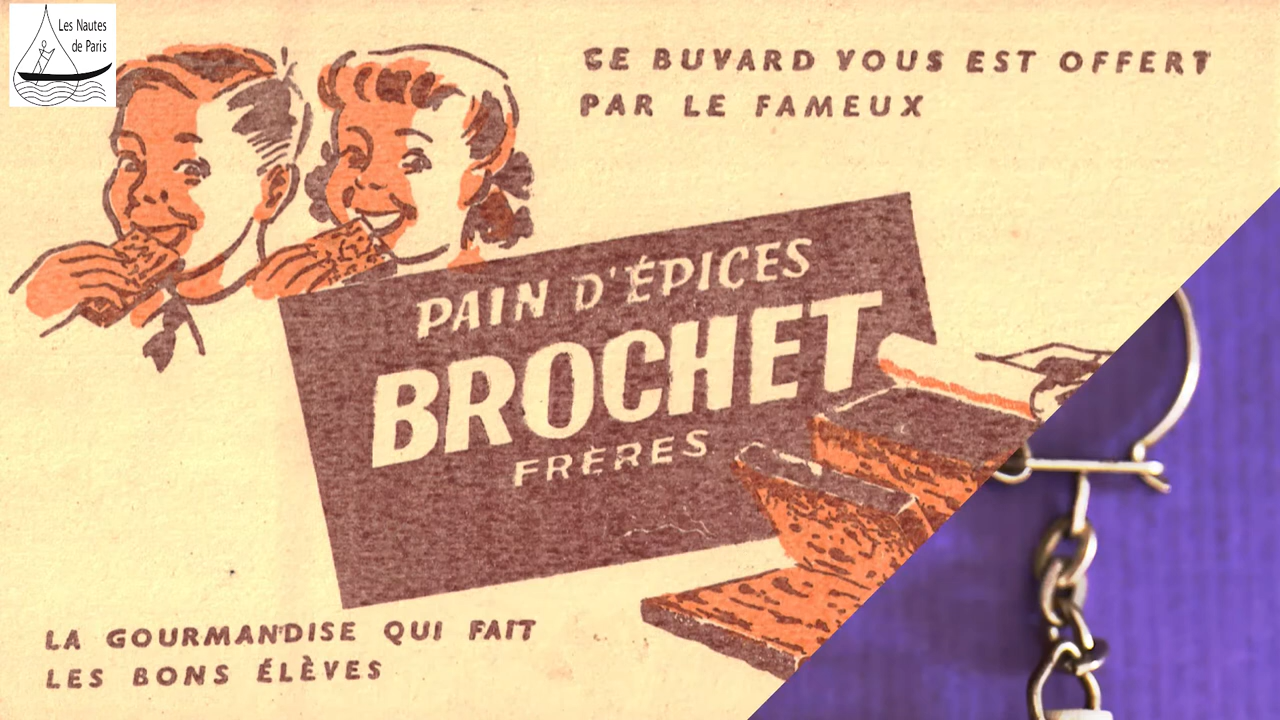 Les Nautes
de Paris
CE BUVARD VOUS EST OFFERT
PAR LE FAMEUX
PAIN D'ÉPICES
BROCHET
FRÈRES
LA GOURMANDISE QUI FAIT
LES BONS ÉLÈVES